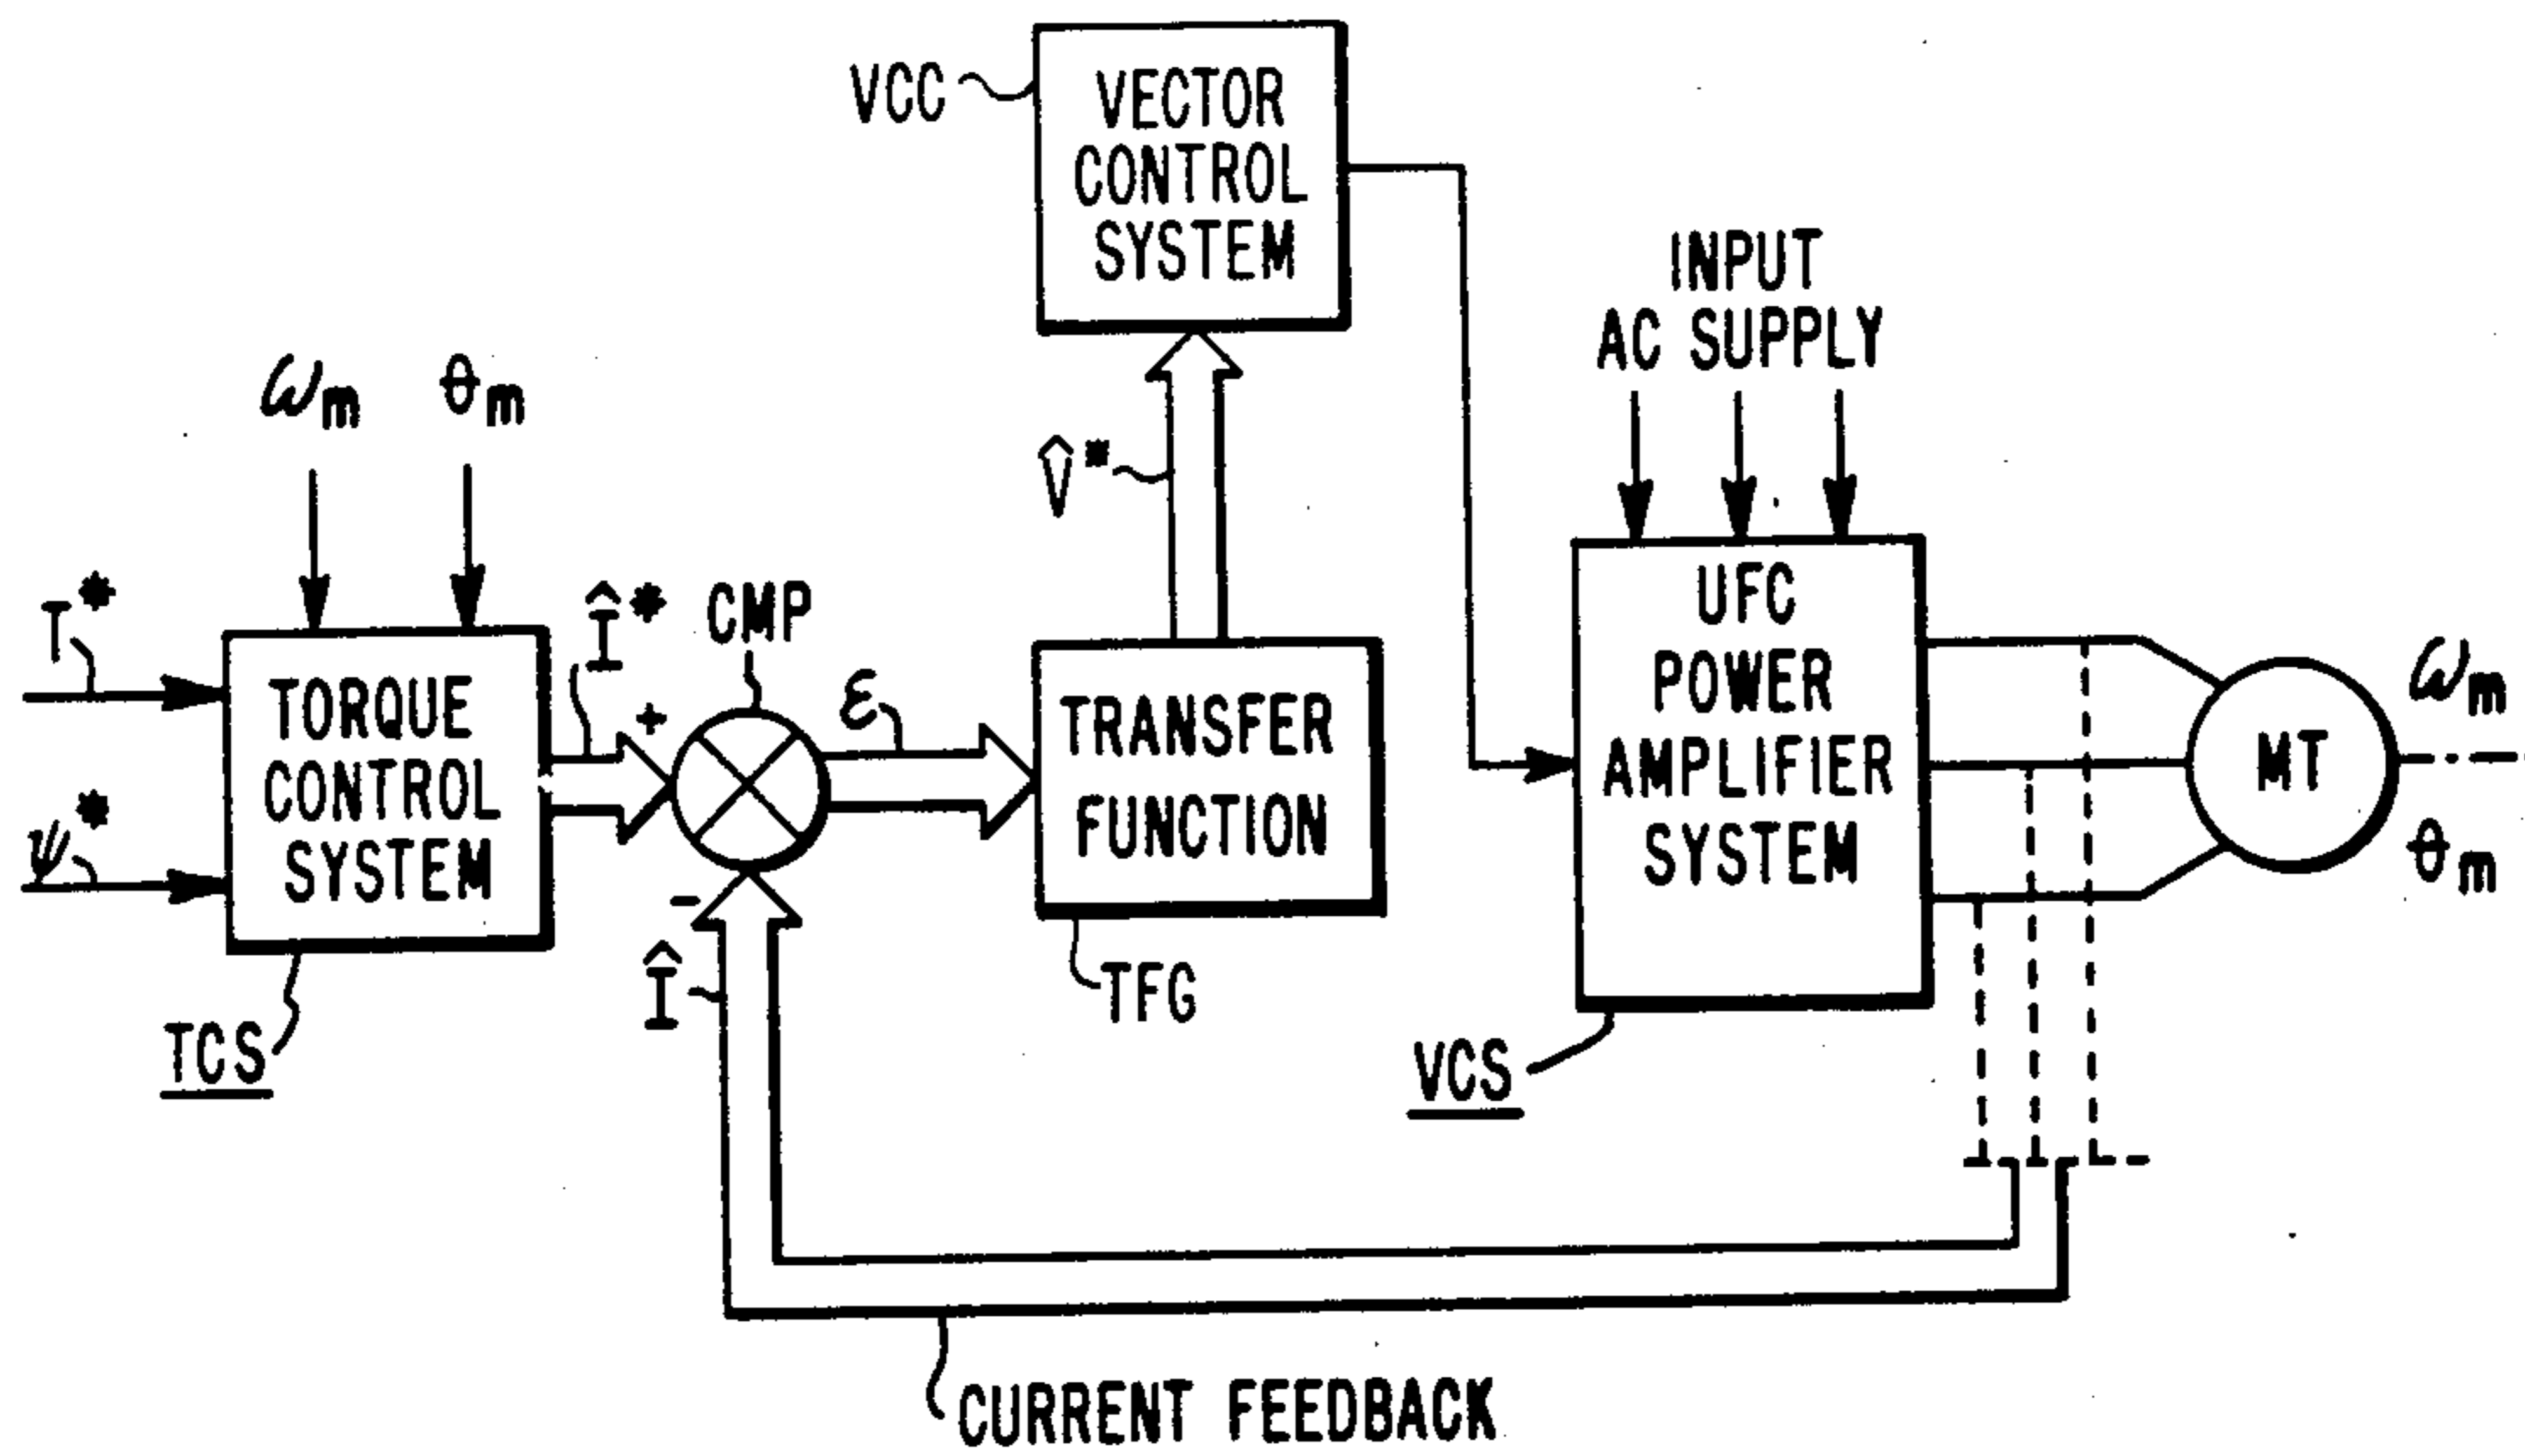 VCC
VECTOR
CONTROL
SYSTEM
INPUT
AC SUPPLY
ωm
θm
V̂*
T*
Î*
CMP
UFC
POWER
AMPLIFIER
SYSTEM
ε
+
TORQUE
CONTROL
SYSTEM
TRANSFER
FUNCTION
MT
ωm
θm
ψ*
-
Î
TFG
TCS
VCS
CURRENT FEEDBACK